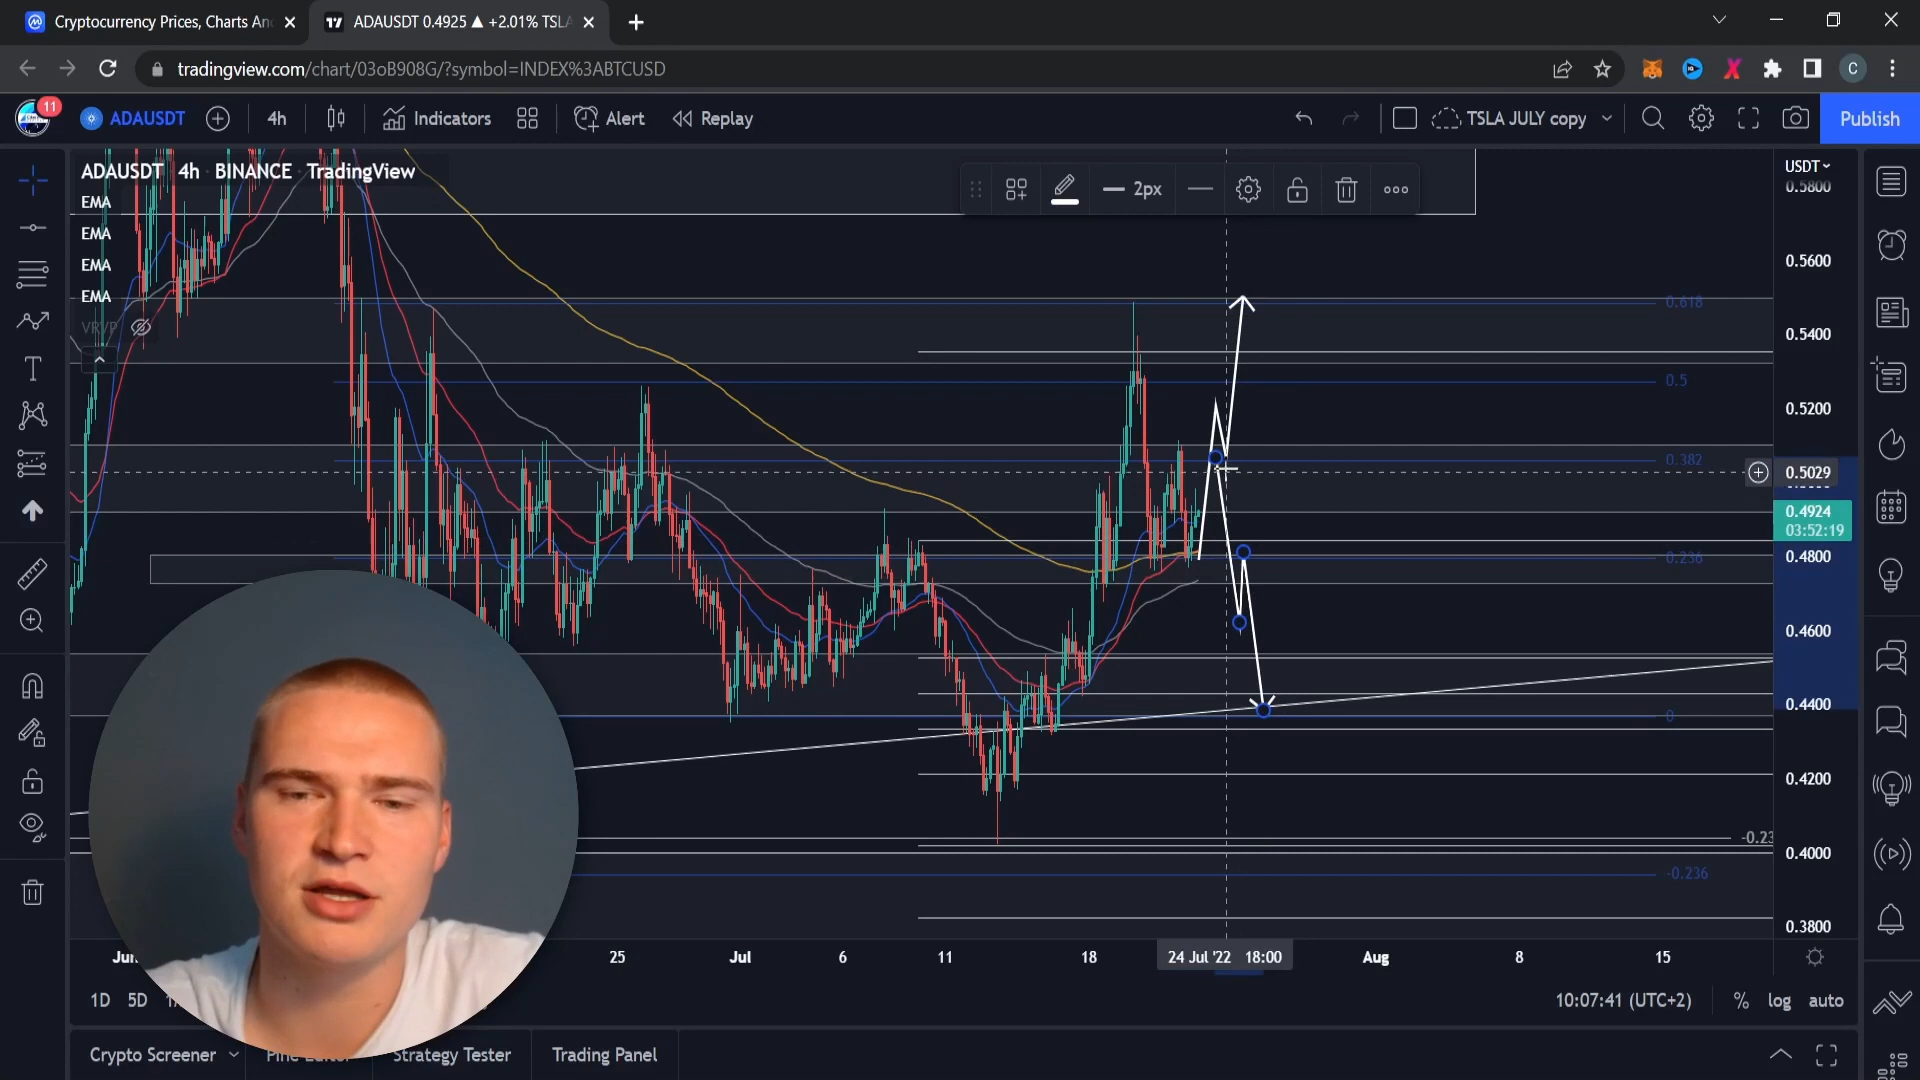 Cryptocurrency Prices, Charts An
ADAUSDT 0.4925 ▲ +2.01% TSLA
tradingview.com/chart/03oB908G/?symbol=INDEX%3ABTCUSD
C
11
ADAUSDT
4h
Indicators
Alert
Replay
TSLA JULY copy
Publish
ADAUSDT 4h BINANCE TradingView
EMA
EMA
EMA
EMA
VRVP
2px
USDT
0.5800
0.5600
0.5400
0.5200
0.5029
0.4924
03:52:19
0.4800
0.4600
0.4400
0.4200
0.4000
0.3800
0.618
0.5
0.382
0.236
0
-0.23
-0.236
25
Jul
6
11
18
24 Jul '22 18:00
Aug
8
15
1D
5D
10:07:41 (UTC+2)
%
log
auto
Crypto Screener
Strategy Tester
Trading Panel